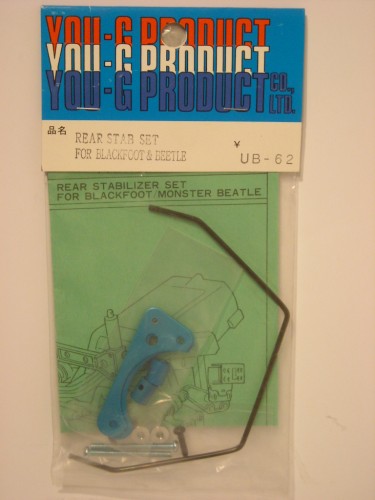 YOU-G PRODUCT
YOU-G PRODUCT
YOU-G PRODUCT CO., LTD.
品名 REAR STAB SET
FOR BLACKFOOT & BEETLE
¥ UB-62
REAR STABILIZER SET
FOR BLACKFOOT/MONSTER BEATLE